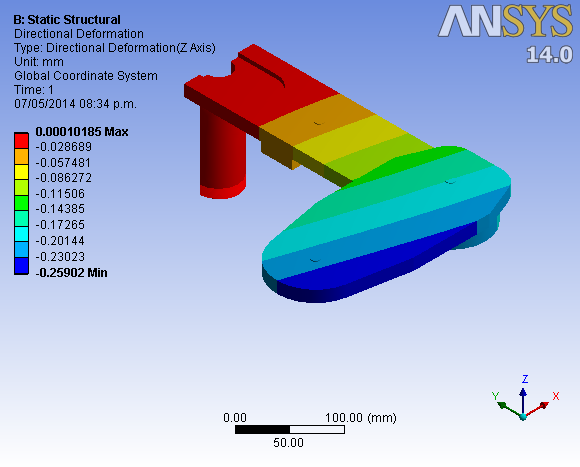 B: Static Structural
Directional Deformation
Type: Directional Deformation(Z Axis)
Unit: mm
Global Coordinate System
Time: 1
07/05/2014 08:34 p.m.
ANSYS
14.0
0.00010185 Max
-0.028689
-0.057481
-0.086272
-0.11506
-0.14385
-0.17265
-0.20144
-0.23023
-0.25902 Min
0.00 100.00 (mm)
50.00
Z
Y X